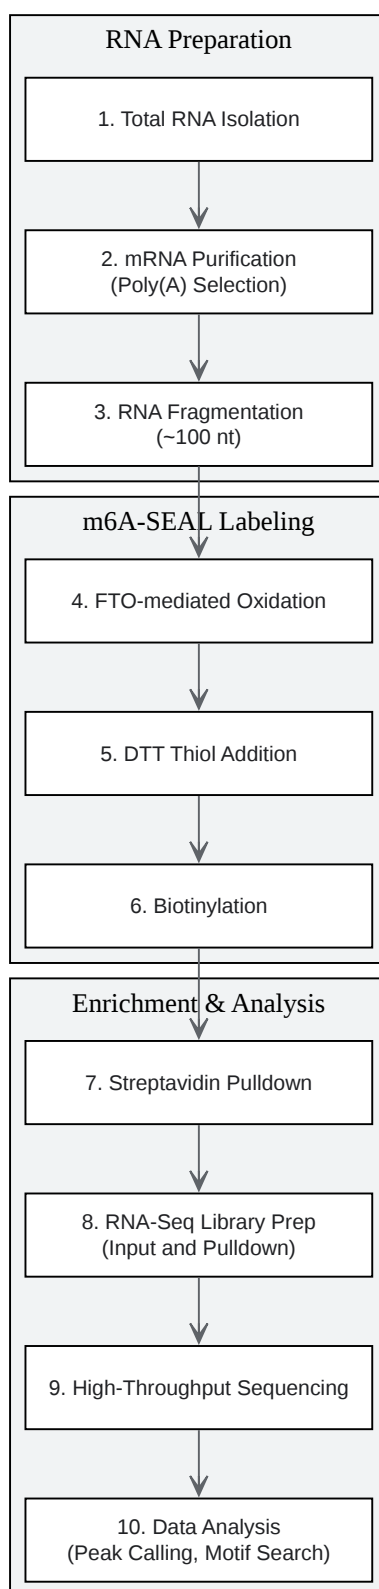 RNA Preparation
1. Total RNA Isolation
2. mRNA Purification
(Poly(A) Selection)
3. RNA Fragmentation
(~100 nt)
m6A-SEAL Labeling
4. FTO-mediated Oxidation
5. DTT Thiol Addition
6. Biotinylation
Enrichment & Analysis
7. Streptavidin Pulldown
8. RNA-Seq Library Prep
(Input and Pulldown)
9. High-Throughput Sequencing
10. Data Analysis
(Peak Calling, Motif Search)